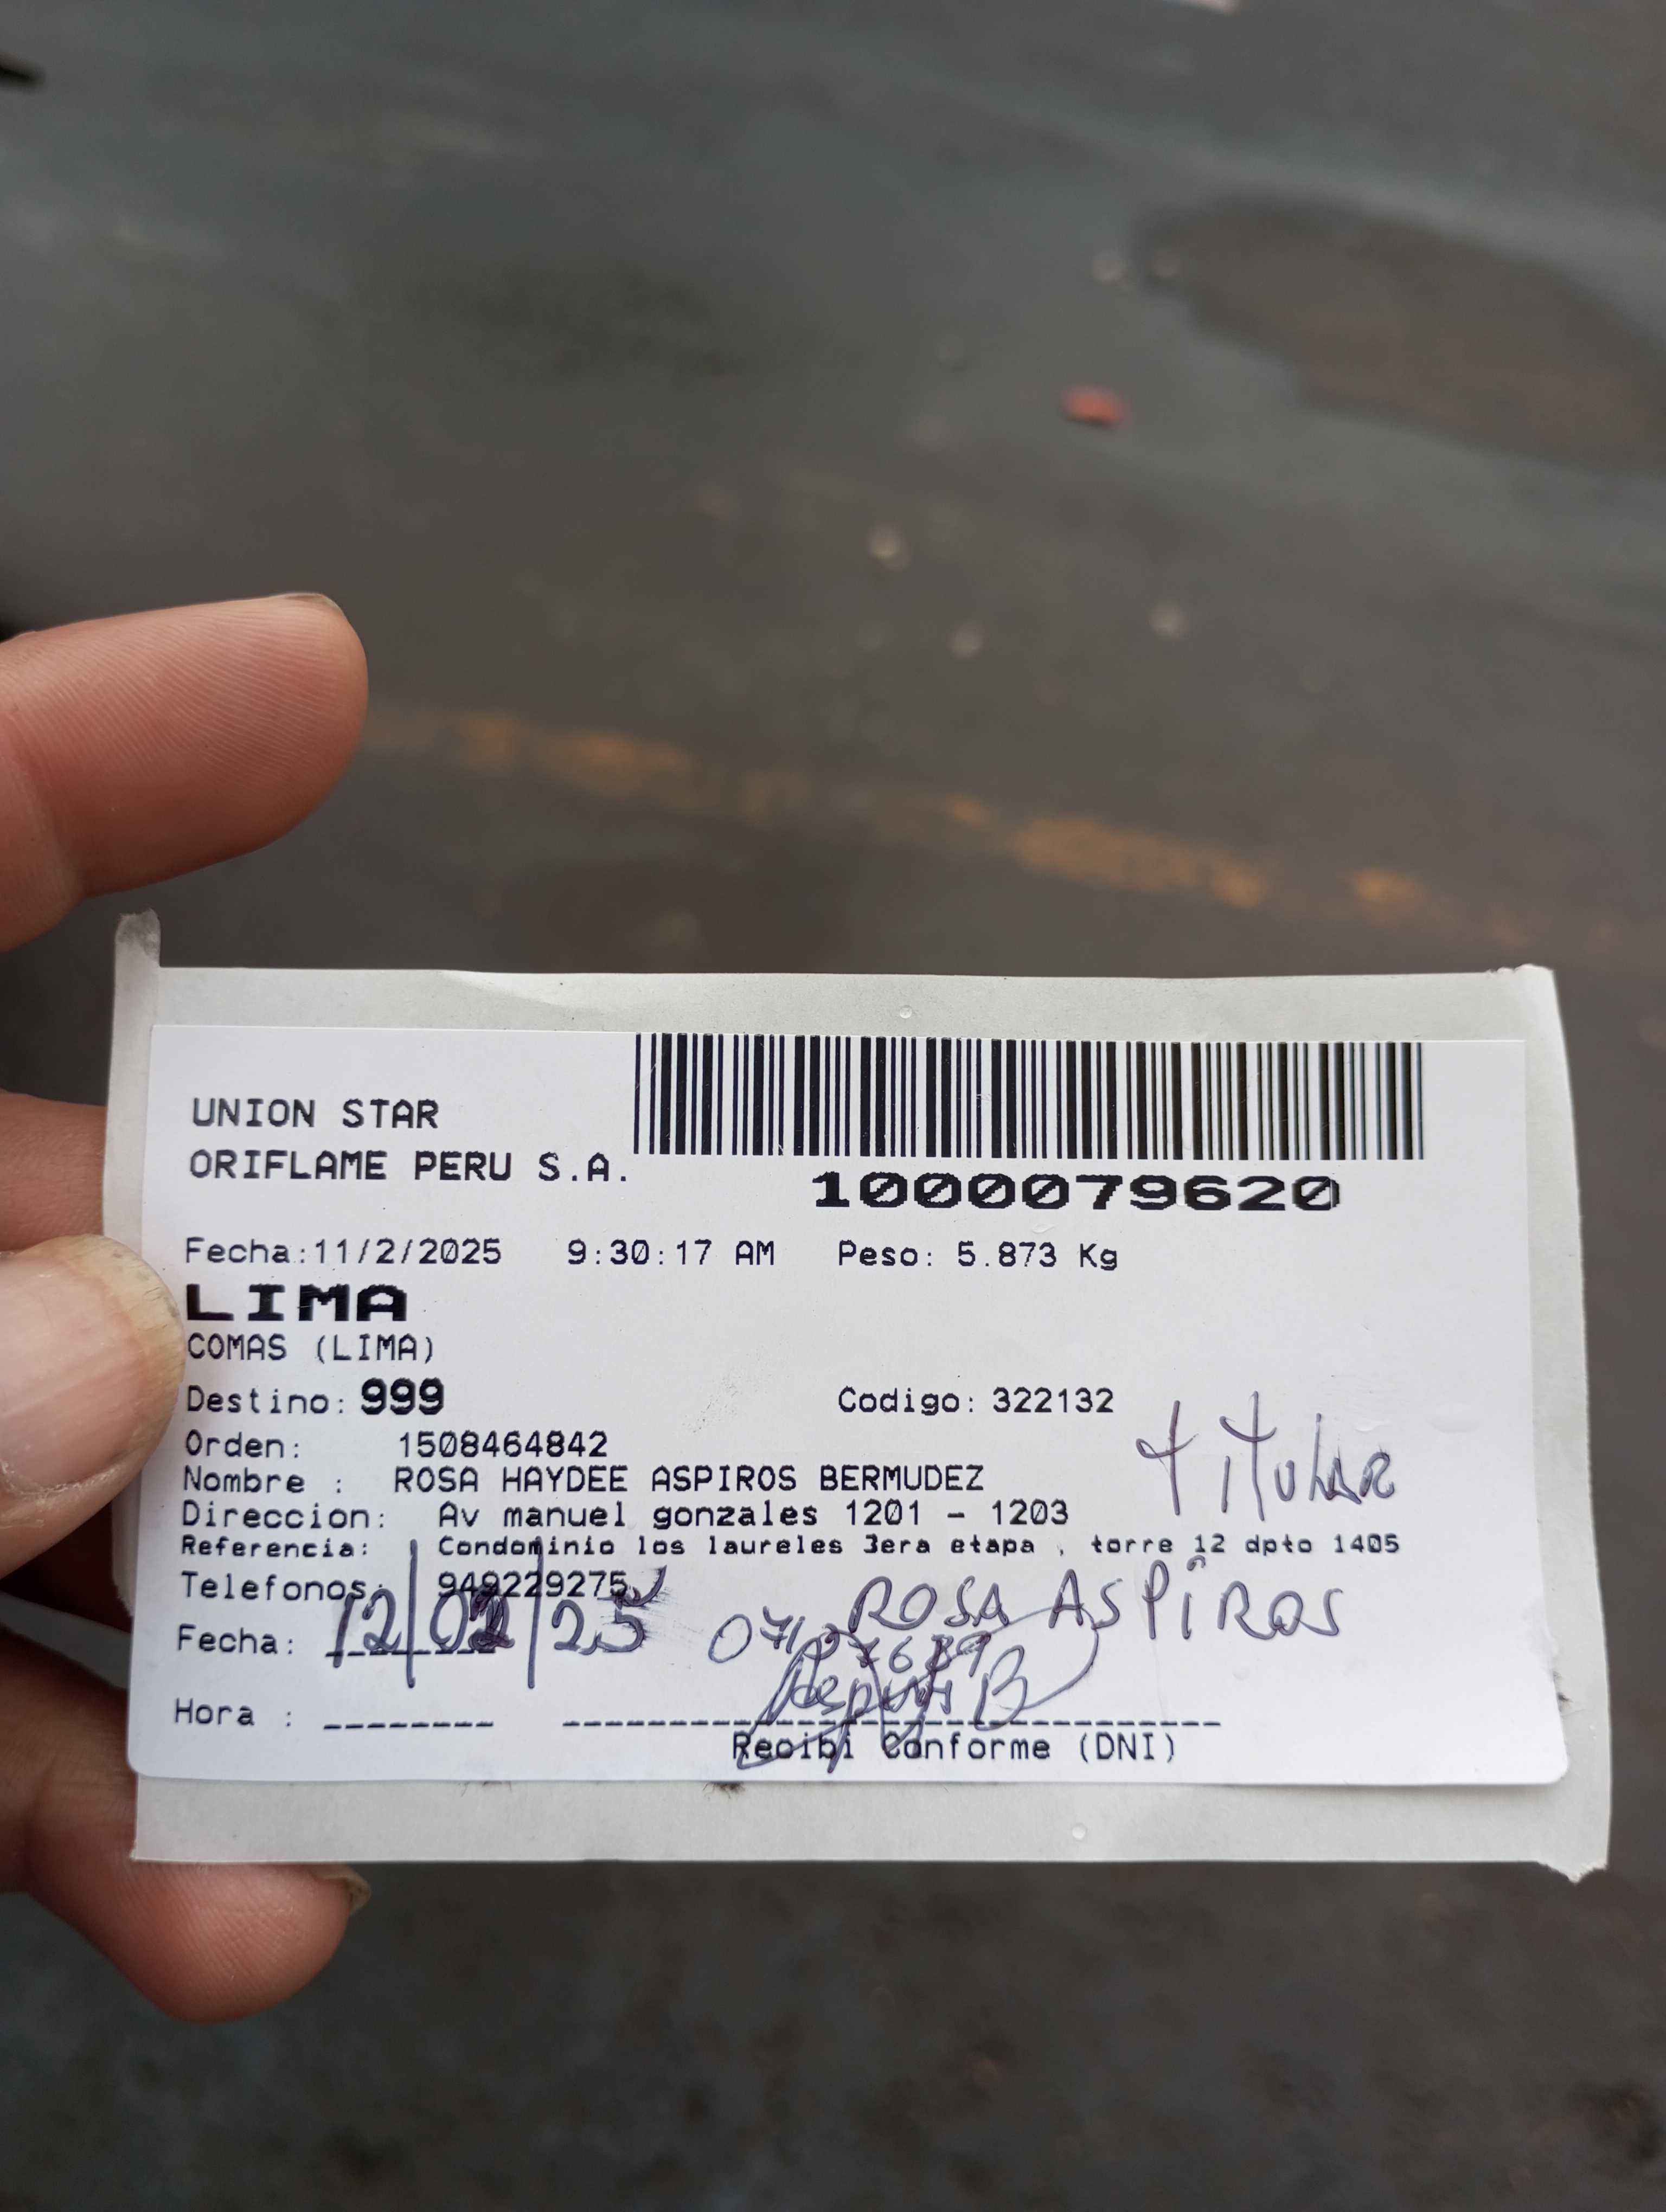 UNION STAR
ORIFLAME PERU S.A.
1000079620
Fecha:11/2/2025 9:30:17 AM Peso: 5.873 Kg
LIMA
COMAS (LIMA)
Destino: 999 Codigo: 322132
titular
Orden: 1508464842
Nombre : ROSA HAYDEE ASPIROS BERMUDEZ
Direccion: Av manuel gonzales 1201 - 1203
Referencia: Condominio los laureles 3era etapa , torre 12 dpto 1405
Telefonos: 949229275
ROSA ASPIROS
Fecha: 12/02/25
Hora :
Recibi Conforme (DNI)